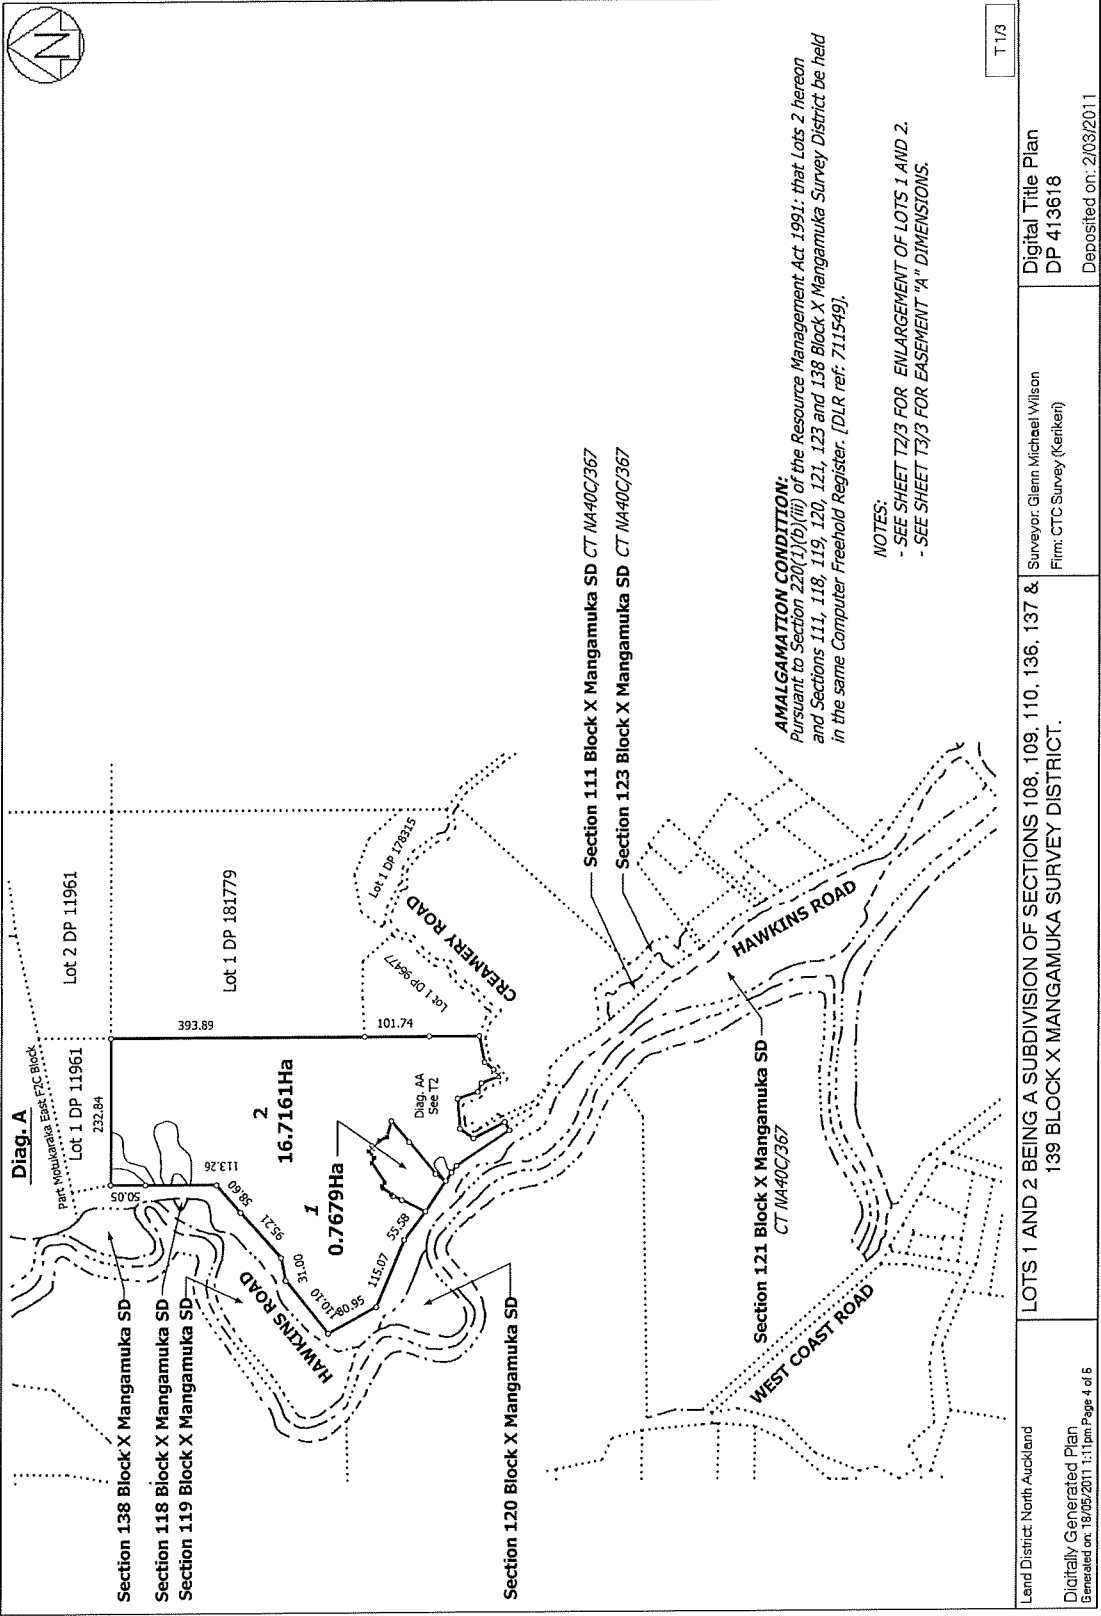 N
Diag. A
Part Motukaraka East F2C Block
Lot 1 DP 11961
Lot 2 DP 11961
232.84
50.05
393.89
Lot 1 DP 181779
113.26
58.60
95.21
31.00
110.10
80.95
115.07
55.58
101.74
2
16.7161Ha
1
0.7679Ha
Diag. AA
See T2
Lot 1 DP 178315
Lot 1 DP 96477
CREAMERY ROAD
HAWKINS ROAD
Section 138 Block X Mangamuka SD
Section 118 Block X Mangamuka SD
Section 119 Block X Mangamuka SD
Section 120 Block X Mangamuka SD
Section 111 Block X Mangamuka SD CT NA40C/367
Section 123 Block X Mangamuka SD CT NA40C/367
HAWKINS ROAD
Section 121 Block X Mangamuka SD
CT NA40C/367
WEST COAST ROAD
AMALGAMATION CONDITION:
Pursuant to Section 220(1)(b)(iii) of the Resource Management Act 1991: that Lots 2 hereon
and Sections 111, 118, 119, 120, 121, 123 and 138 Block X Mangamuka Survey District be held
in the same Computer Freehold Register. [DLR ref: 711549].
NOTES:
- SEE SHEET T2/3 FOR ENLARGEMENT OF LOTS 1 AND 2.
- SEE SHEET T3/3 FOR EASEMENT "A" DIMENSIONS.
T 1/3
Land District: North Auckland
Digitally Generated Plan
Generated on: 18/05/2011 1:11pm Page 4 of 6
LOTS 1 AND 2 BEING A SUBDIVISION OF SECTIONS 108, 109, 110, 136, 137 &
139 BLOCK X MANGAMUKA SURVEY DISTRICT.
Surveyor: Glenn Michael Wilson
Firm: CTC Survey (Kerikeri)
Digital Title Plan
DP 413618
Deposited on: 2/03/2011